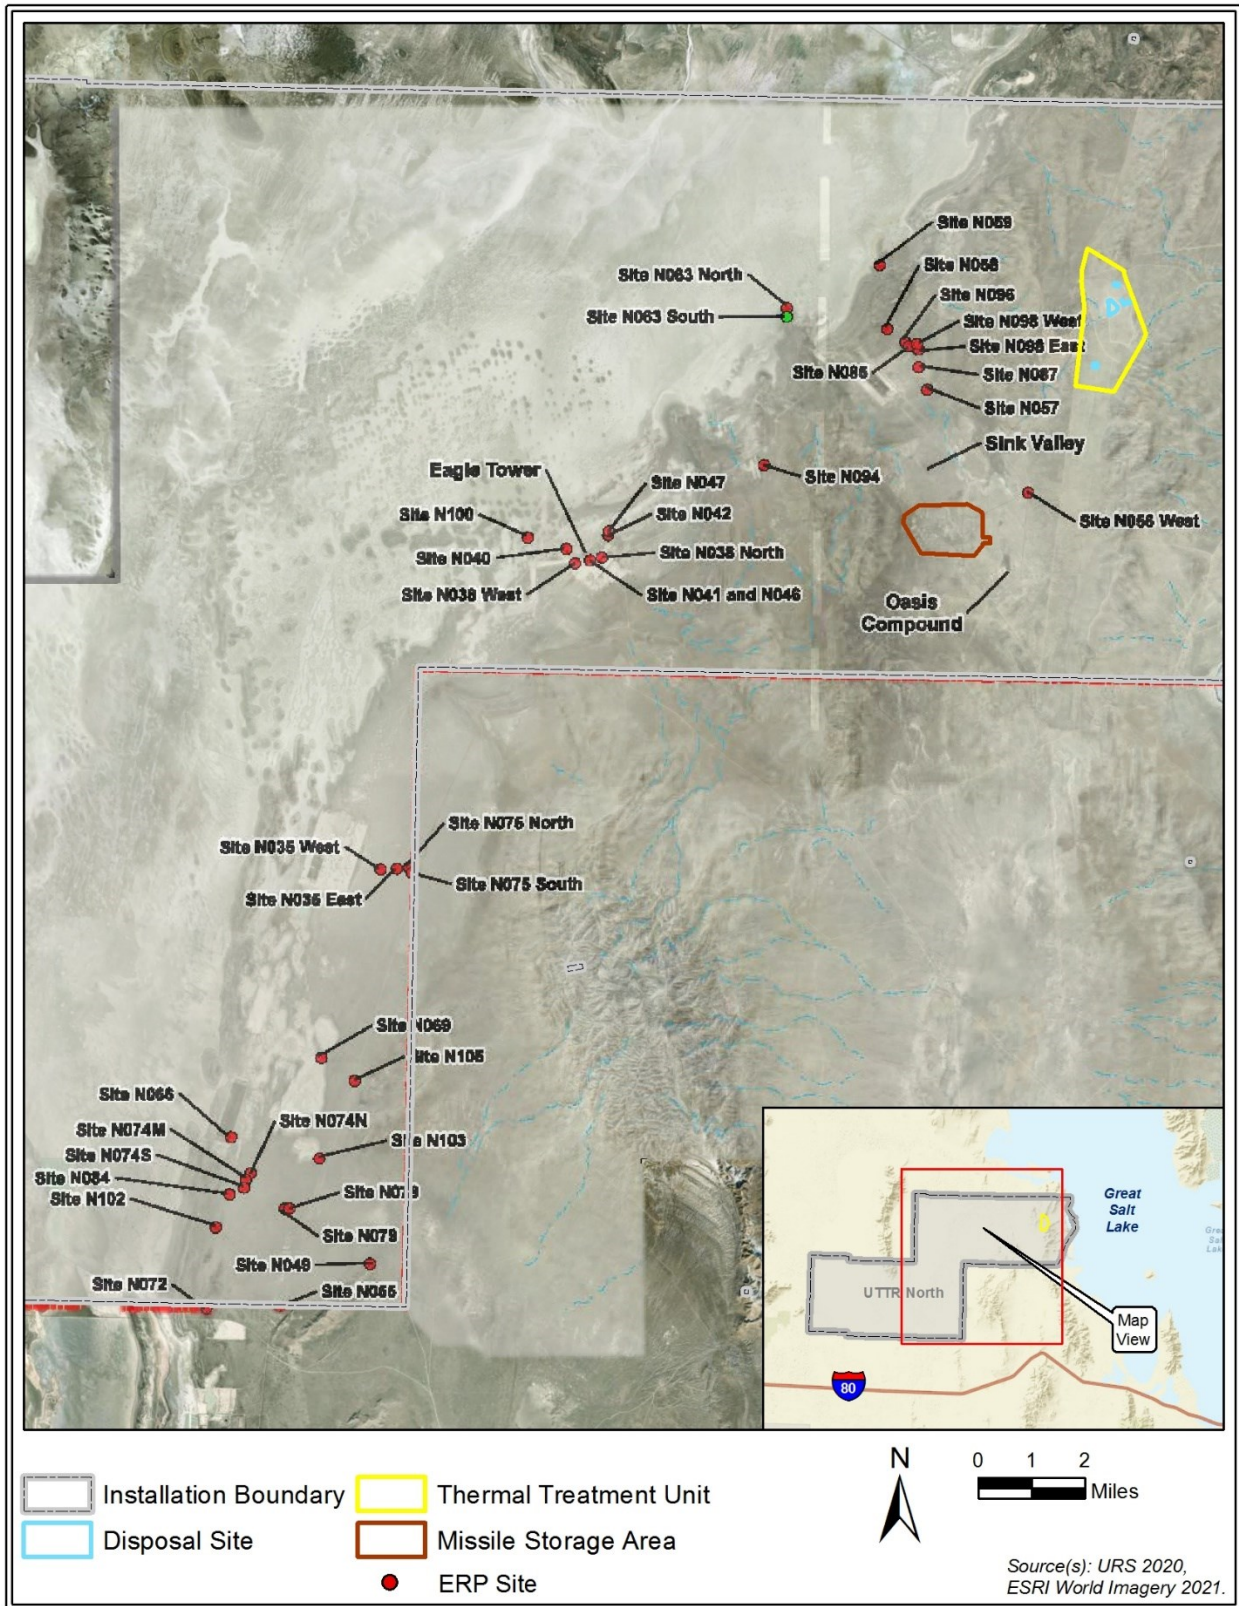 Site N059
Site N058
Site N063 North
Site N096
Site N063 South
Site N098 West
Site N098 East
Site N085
Site N087
Site N057
Sink Valley
Eagle Tower
Site N047
Site N094
Site N100
Site N042
Site N056 West
Site N040
Site N038 North
Site N038 West
Site N041 and N046
Oasis
Compound
Site N075 North
Site N035 West
Site N075 South
Site N035 East
Site N069
Site N105
Site N066
Site N074N
Site N074M
Site N103
Site N074S
Site N084
Site
Site N102
Site
Site N049
Site N072
Site N055
Great
Salt
Lake
UTTR North
Map
View
80
N
0 1 2
Miles
Installation Boundary
Thermal Treatment Unit
Disposal Site
Missile Storage Area
ERP Site
Source(s): URS 2020,
ESRI World Imagery 2021.